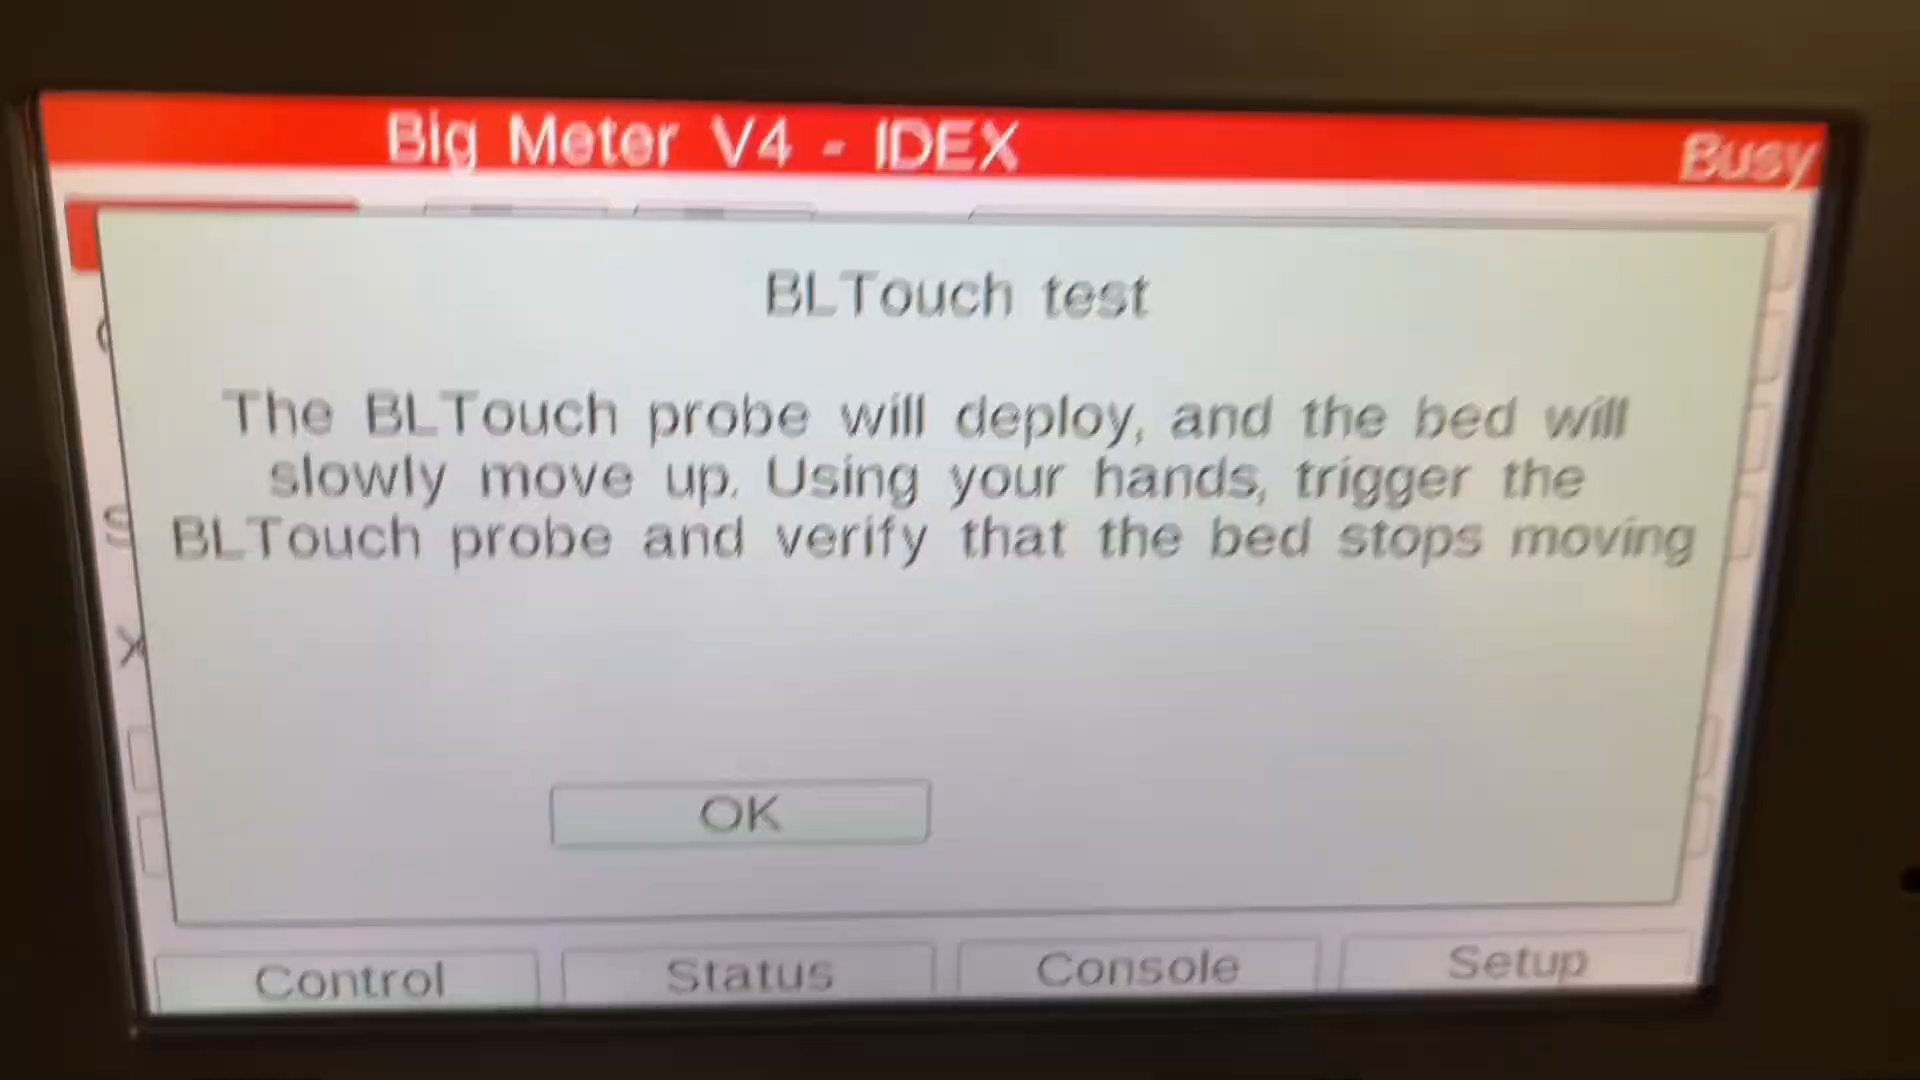 Big Meter V4 - IDEX
Busy
BLTouch test
The BLTouch probe will deploy, and the bed will
slowly move up. Using your hands, trigger the
BLTouch probe and verify that the bed stops moving
OK
Control
Status
Console
Setup